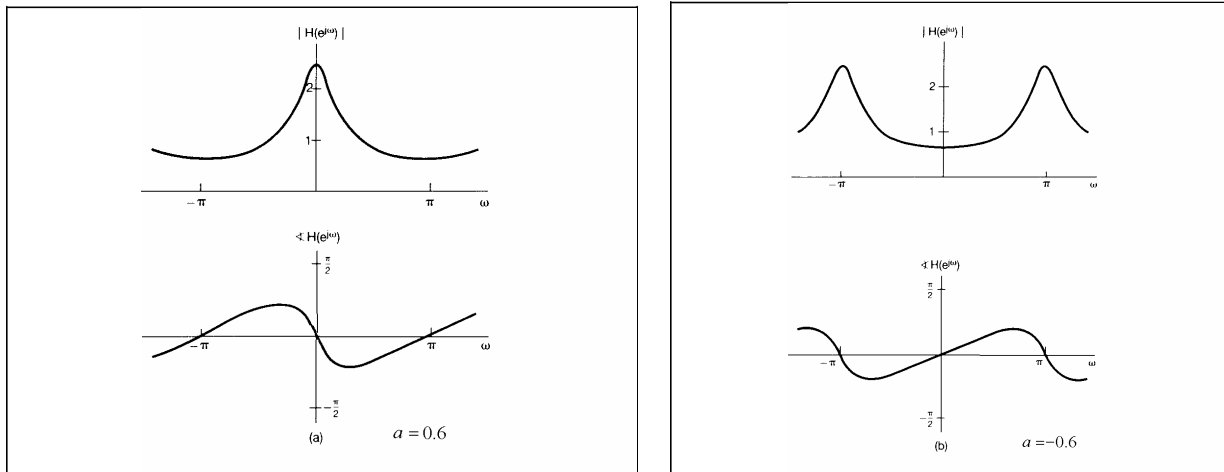 | H(e^jω) |
2
1
−π
π
ω
∢ H(e^jω)
π/2
−π
π
ω
−π/2
(a)
a = 0.6
| H(e^jω) |
2
1
−π
π
ω
∢ H(e^jω)
π/2
−π
π
ω
−π/2
(b)
a = −0.6